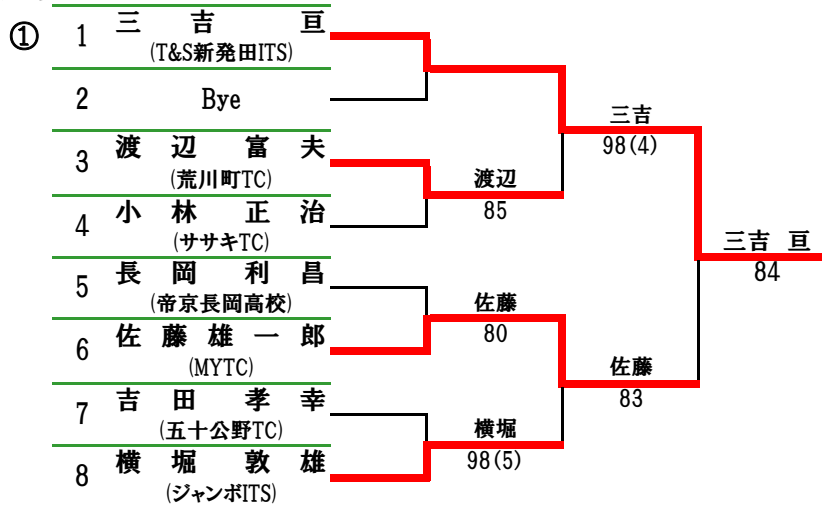 ①
1 三吉 亘
(T&S新発田ITS)
2 Bye
3 渡辺 富夫
(荒川町TC)
4 小林 正治
(ササキTC)
5 長岡 利昌
(帝京長岡高校)
6 佐藤 雄一郎
(MYTC)
7 吉田 孝幸
(五十公野TC)
8 横堀 敦雄
(ジャンボITS)
渡辺
85
佐藤
80
横堀
98(5)
三吉
98(4)
佐藤
83
三吉 亘
84